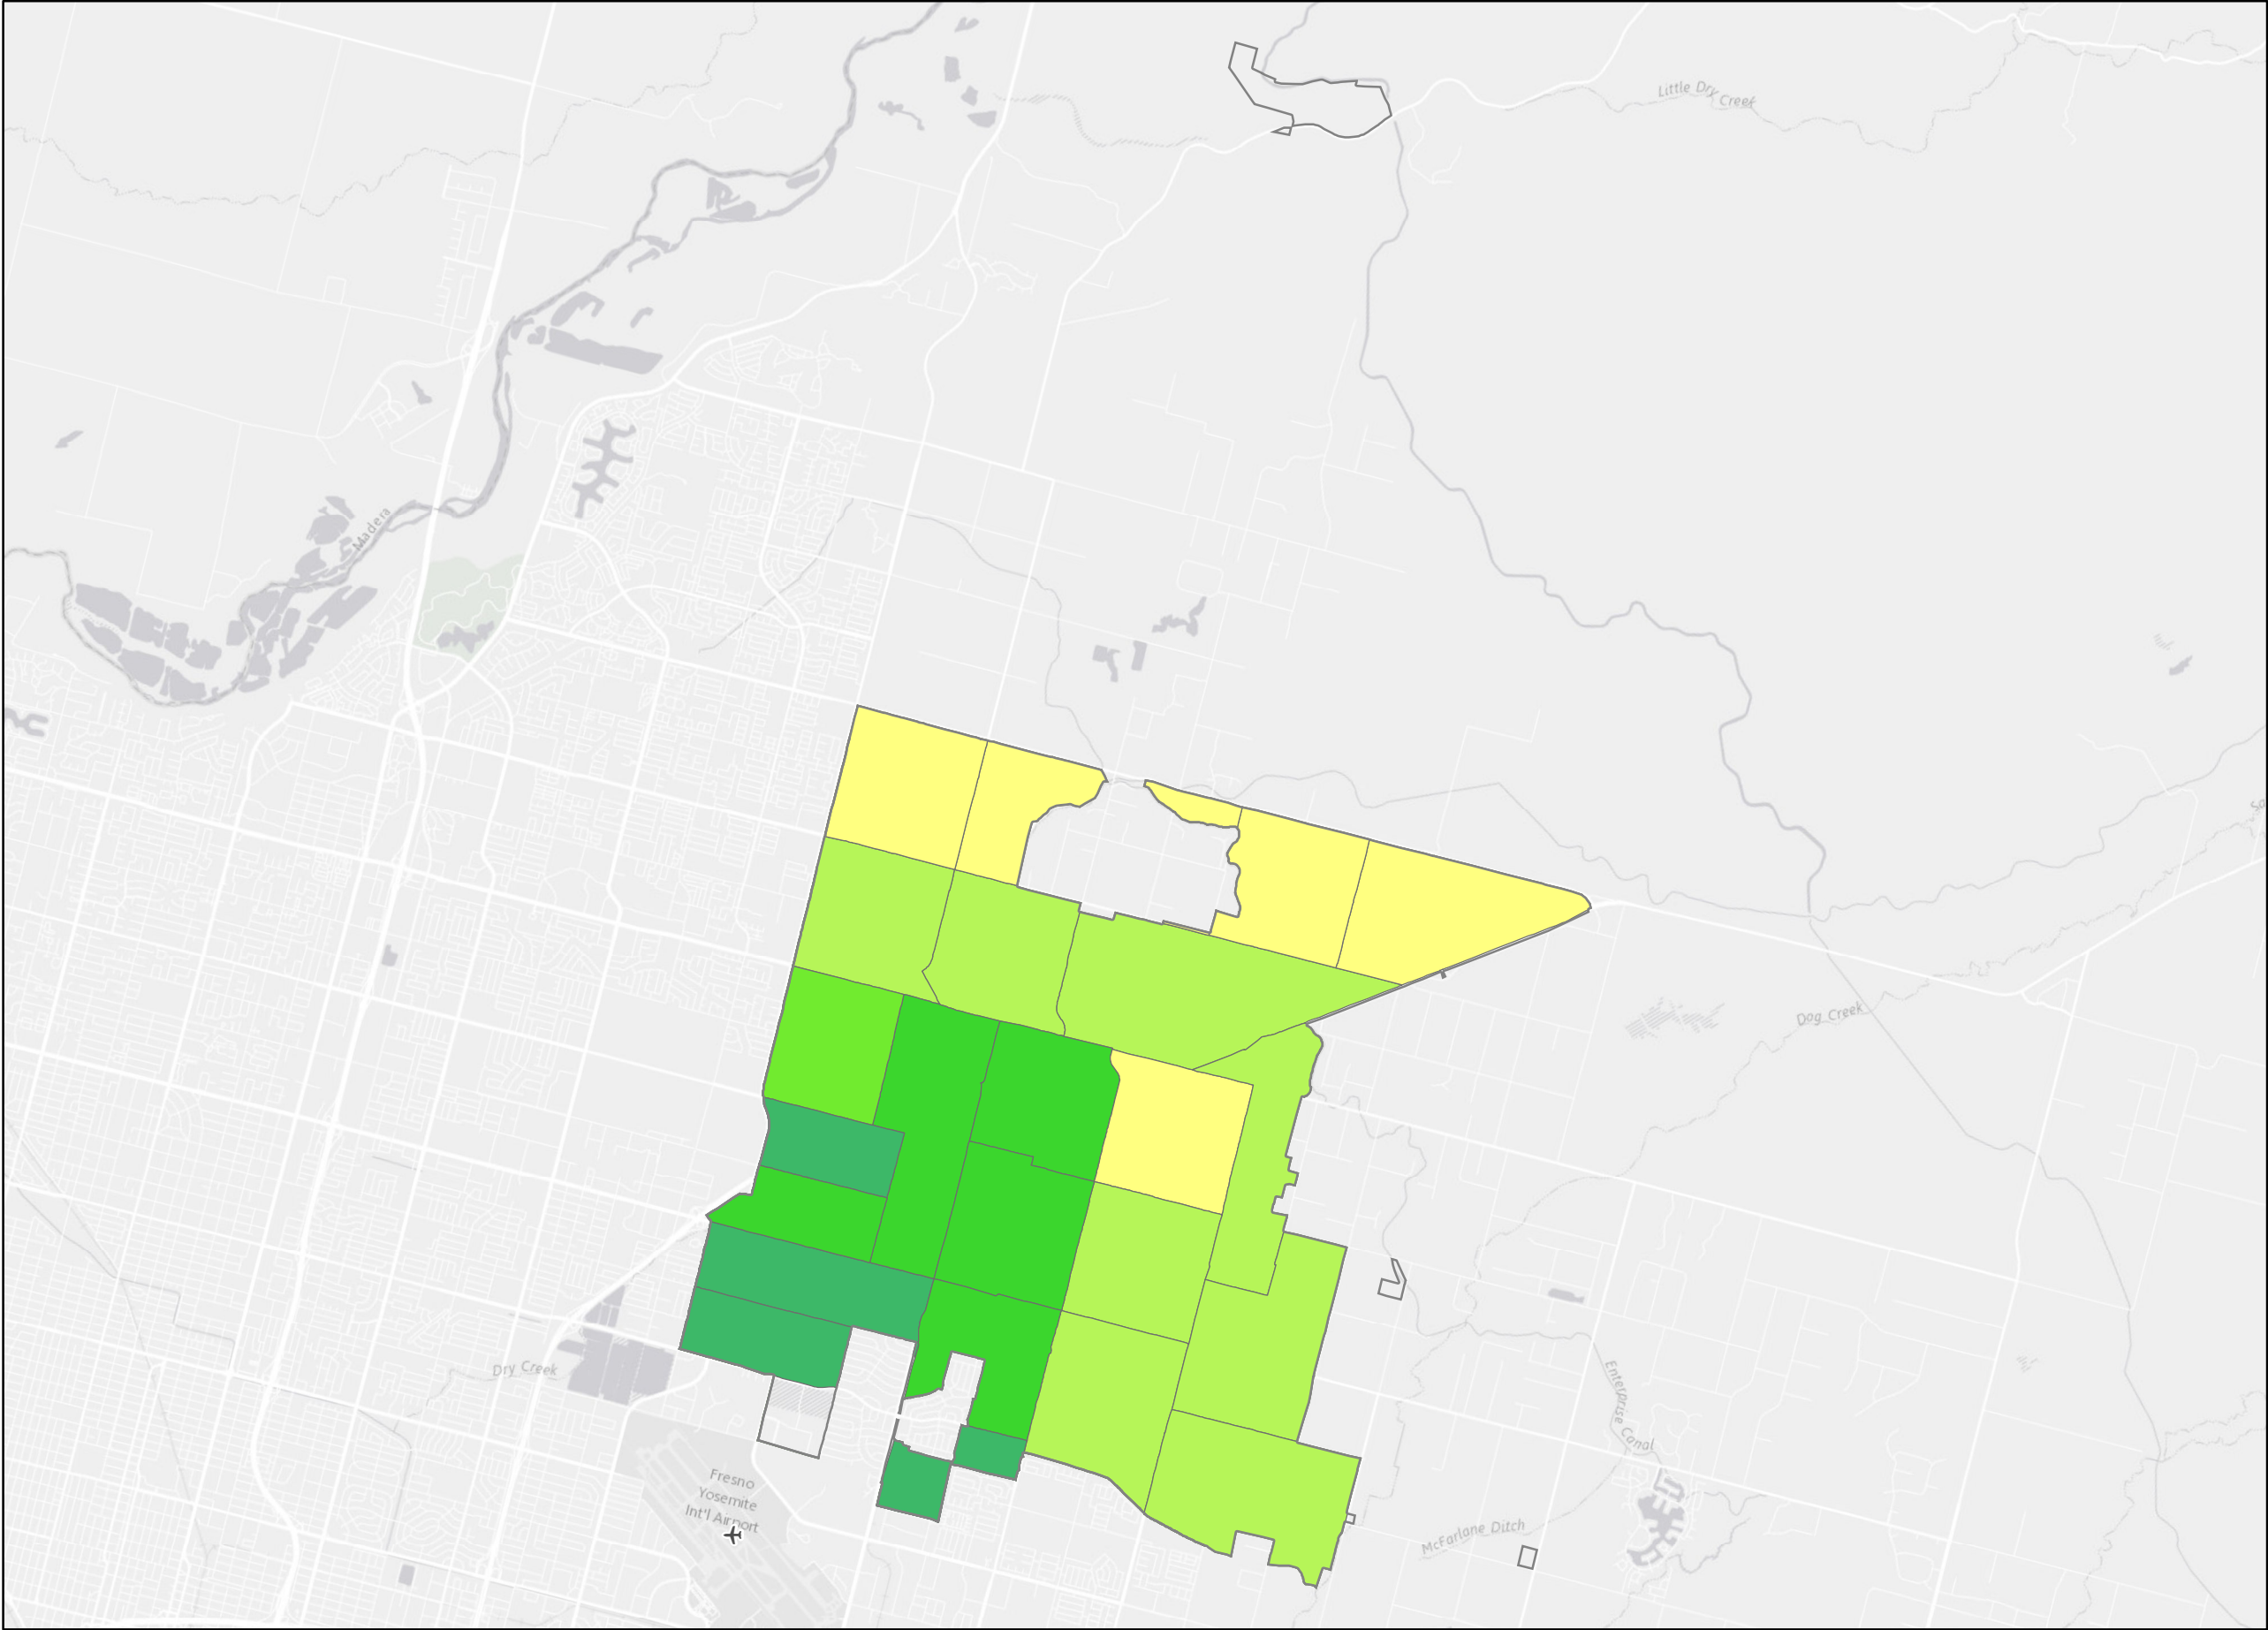 Little Dry Creek
Madera
Dog Creek
Dry Creek
Enterprise
Canal
Fresno
Yosemite
Int'l Airport
McFarlane Ditch